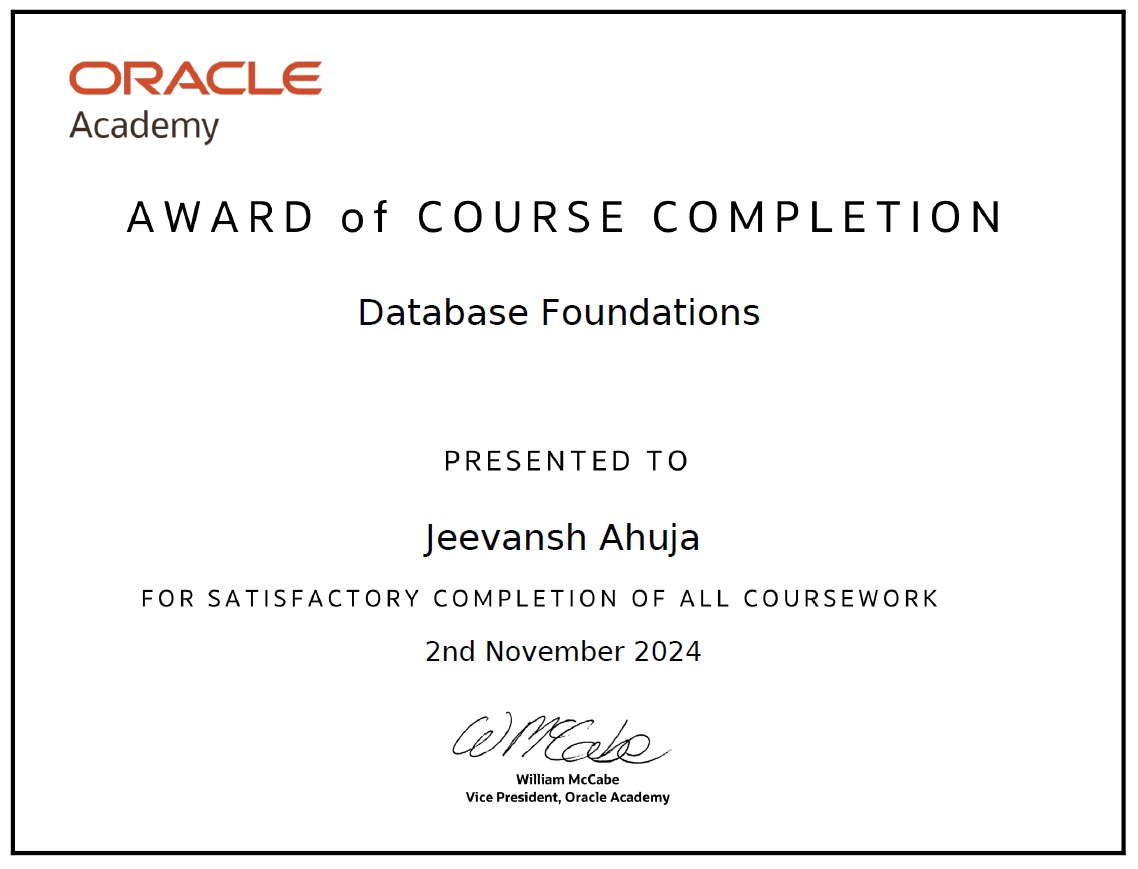 ORACLE
Academy
AWARD of COURSE COMPLETION
Database Foundations
PRESENTED TO
Jeevansh Ahuja
FOR SATISFACTORY COMPLETION OF ALL COURSEWORK
2nd November 2024
W McCabe
William McCabe
Vice President, Oracle Academy